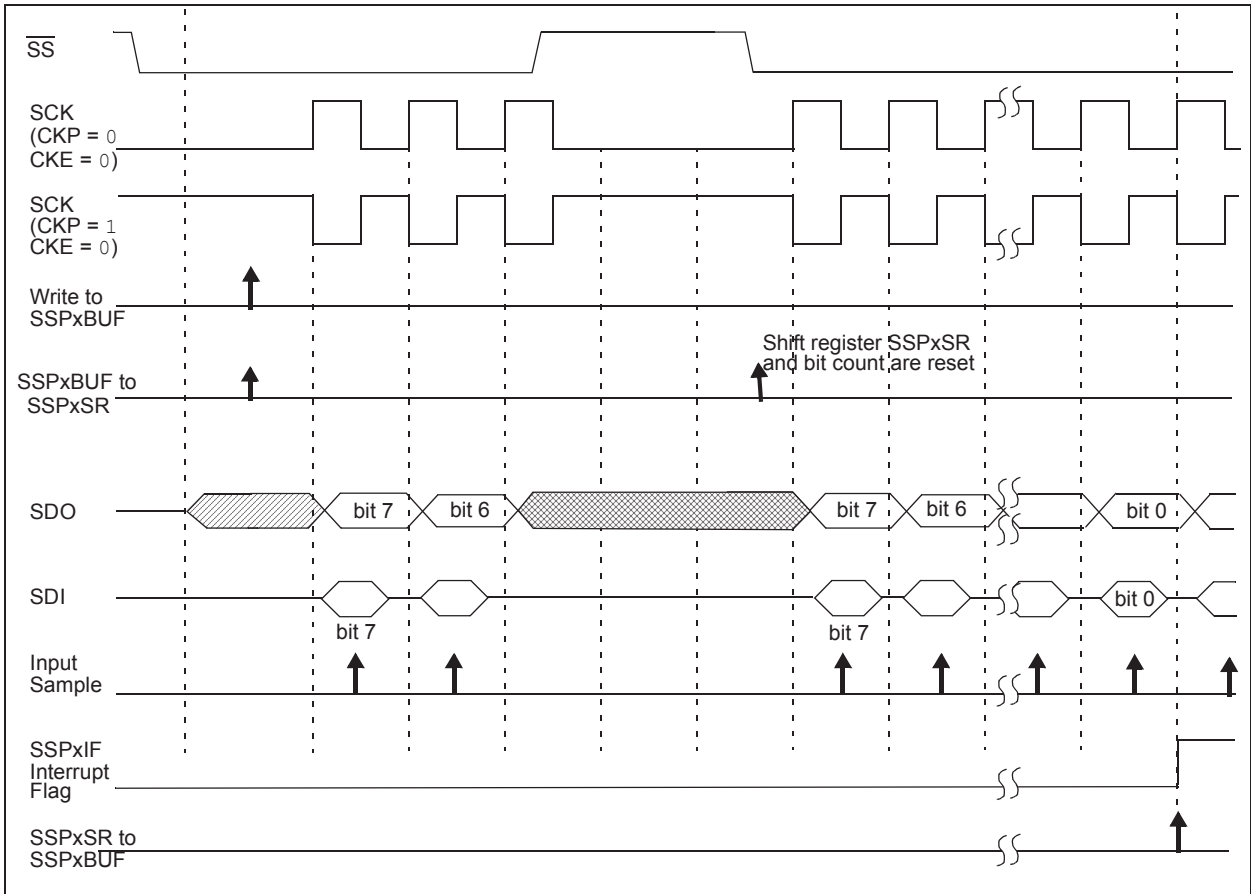 SS
SCK
(CKP = 0
CKE = 0)
SCK
(CKP = 1
CKE = 0)
Write to
SSPxBUF
Shift register SSPxSR
and bit count are reset
SSPxBUF to
SSPxSR
SDO
bit 7
bit 6
bit 7
bit 6
bit 0
SDI
bit 0
bit 7
bit 7
Input
Sample
SSPxIF
Interrupt
Flag
SSPxSR to
SSPxBUF